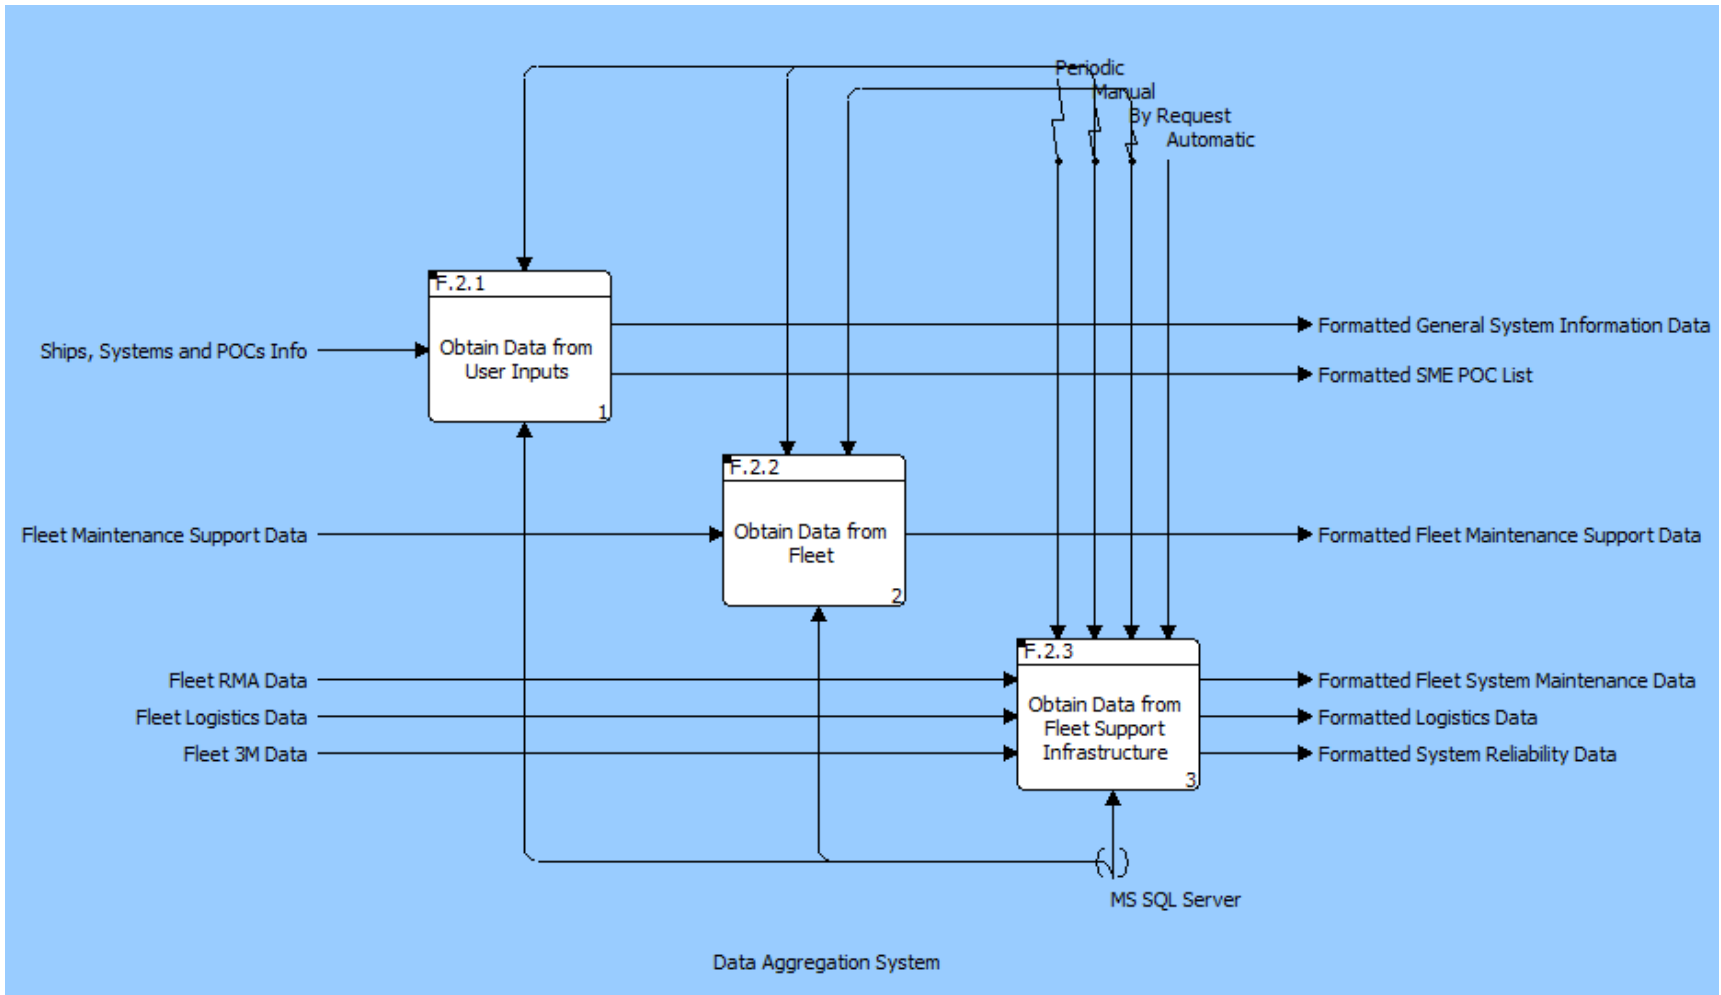 Periodic
Manual
By Request
Automatic
F.2.1
Ships, Systems and POCs Info
Obtain Data from
User Inputs
1
Formatted General System Information Data
Formatted SME POC List
F.2.2
Fleet Maintenance Support Data
Obtain Data from
Fleet
2
Formatted Fleet Maintenance Support Data
F.2.3
Fleet RMA Data
Fleet Logistics Data
Fleet 3M Data
Obtain Data from
Fleet Support
Infrastructure
3
Formatted Fleet System Maintenance Data
Formatted Logistics Data
Formatted System Reliability Data
MS SQL Server
Data Aggregation System